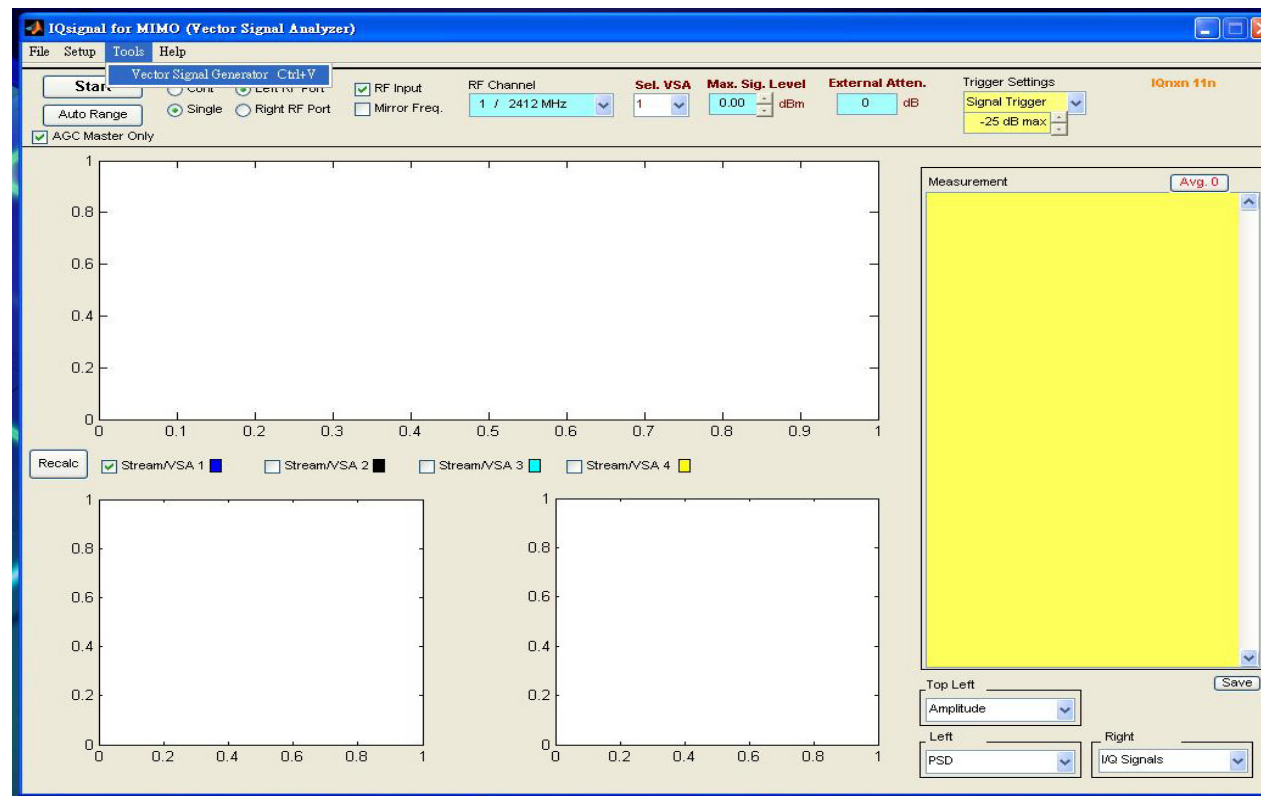 IQsignal for MIMO (Vector Signal Analyzer)
File Setup Tools Help
Vector Signal Generator Ctrl+V
Cont Left RF Port RF Input RF Channel Sel. VSA Max. Sig. Level External Atten. Trigger Settings IQnxn 11n
1 / 2412 MHz 1 0.00 dBm 0 dB Signal Trigger
Auto Range Single Right RF Port Mirror Freq. -25 dB max
AGC Master Only
Measurement Avg. 0
1
0.8
0.6
0.4
0.2
0
0 0.1 0.2 0.3 0.4 0.5 0.6 0.7 0.8 0.9 1
Recalc Stream/VSA 1 Stream/VSA 2 Stream/VSA 3 Stream/VSA 4
1
0.8
0.6
0.4
0.2
0
0 0.2 0.4 0.6 0.8 1
1
0.8
0.6
0.4
0.2
0
0 0.2 0.4 0.6 0.8 1
Save
Top Left
Amplitude
Left Right
PSD I/Q Signals